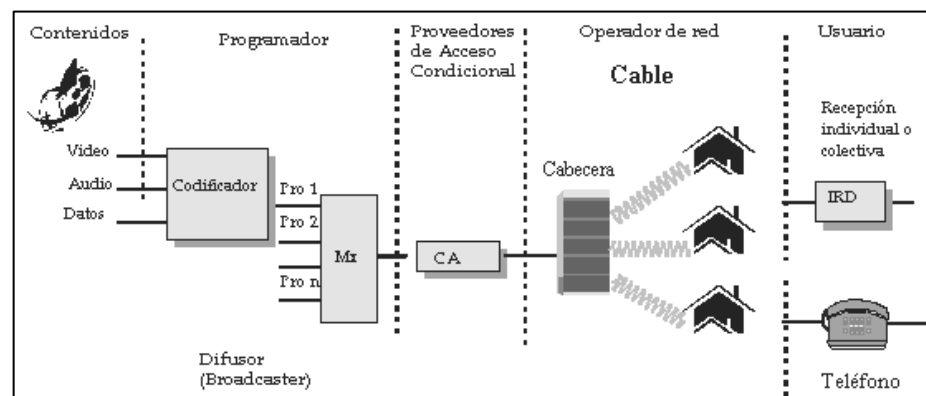 Contenidos
Programador
Proveedores
de Acceso
Condicional
Operador de red
Usuario
Cable
Recepción
individual o
colectiva
Video
Audio
Datos
Codificador
Pro 1
Pro 2
Pro n
Mx
CA
Cabecera
IRD
Difusor
(Broadcaster)
Teléfono